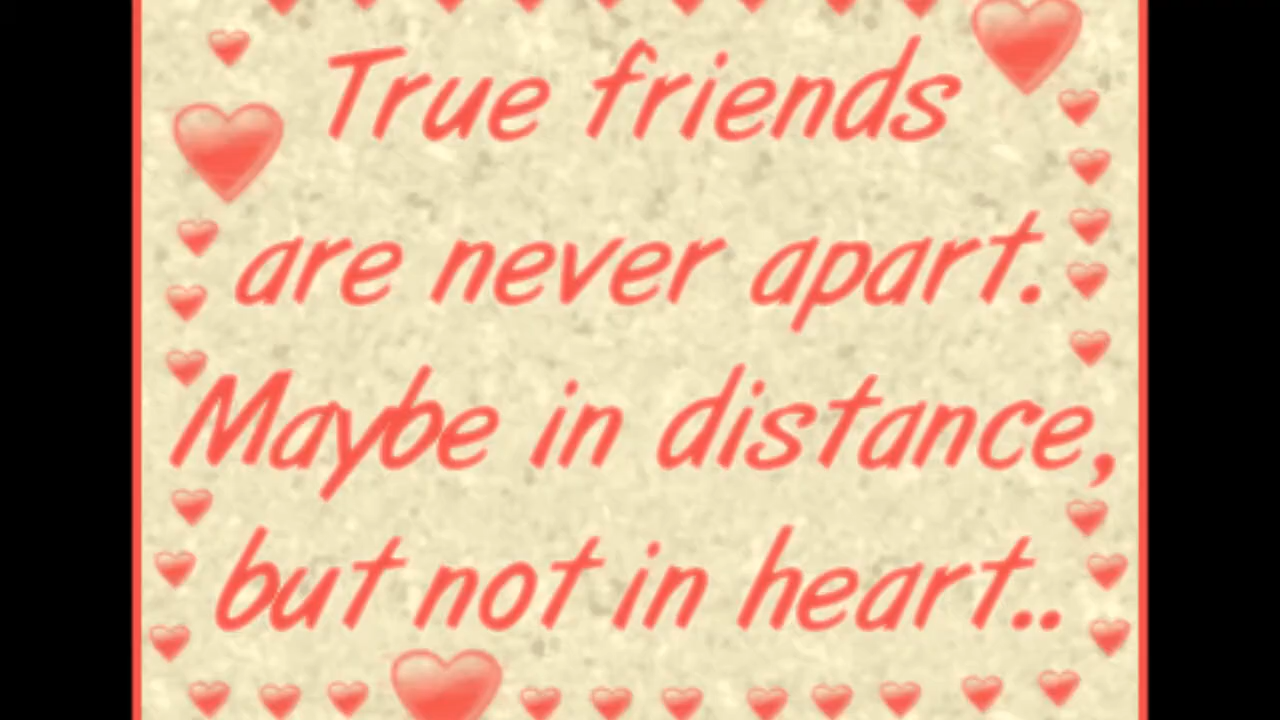 True friends
are never apart.
Maybe in distance,
but not in heart..